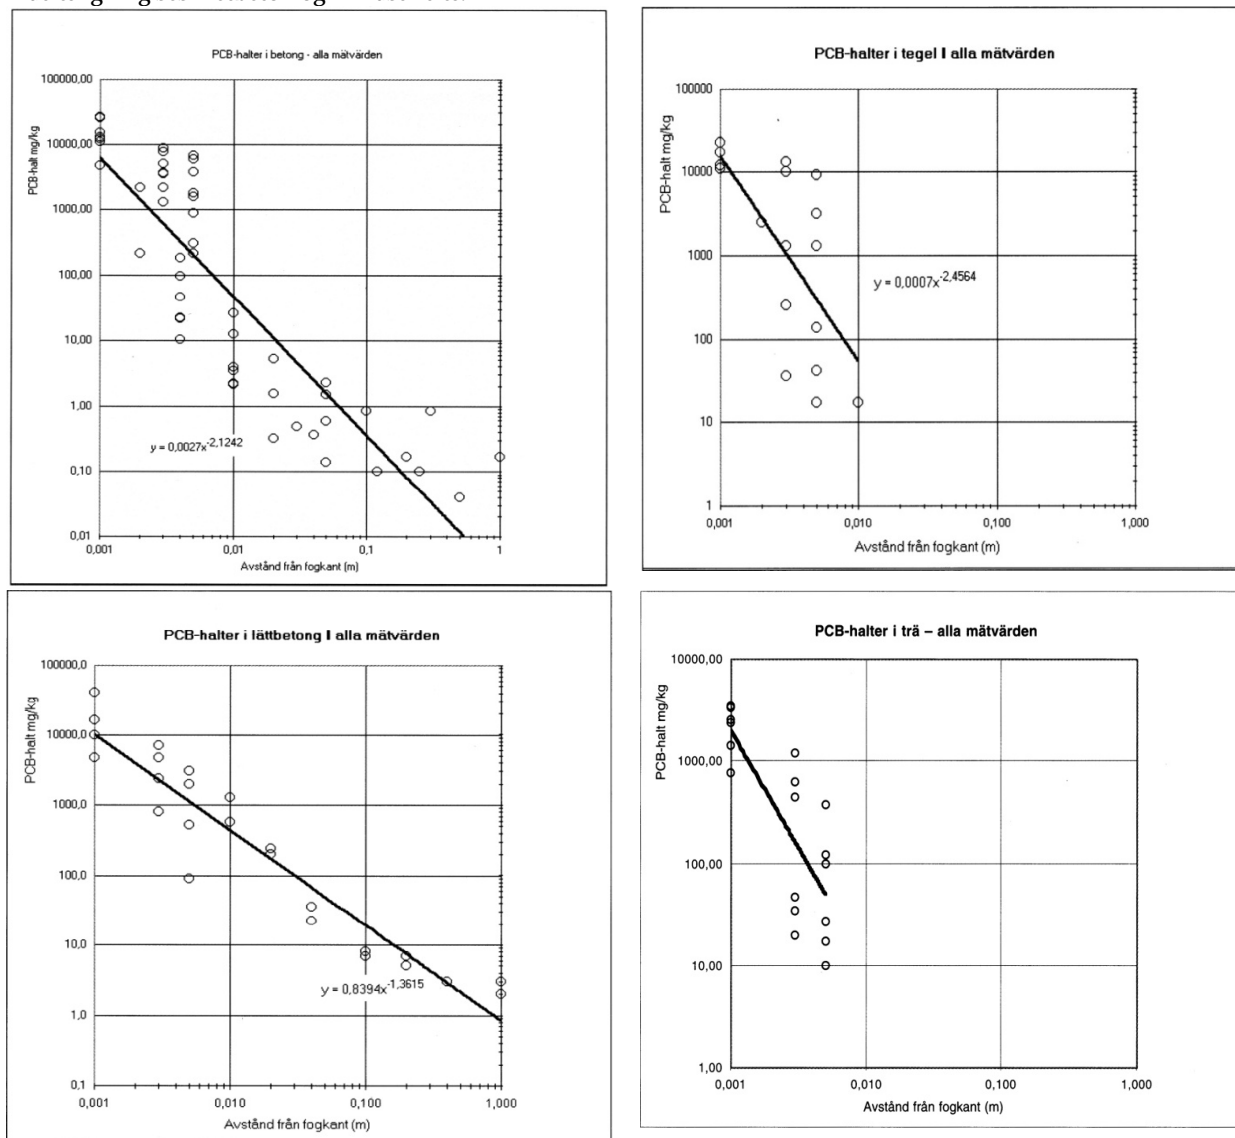 PCB-halter i betong - alla mätvärden
PCB-halt mg/kg
100000,00
10000,00
1000,00
100,00
10,00
1,00
0,10
0,01
y = 0,0027x-2,1242
0,001
0,01
0,1
1
Avstånd från fogkant (m)
PCB-halter i tegel I alla mätvärden
PCB-halt mg/kg
100000
10000
1000
100
10
1
y = 0,0007x-2,4564
0,001
0,010
0,100
1,000
Avstånd från fogkant (m)
PCB-halter i lättbetong I alla mätvärden
PCB-halt mg/kg
100000,0
10000,0
1000,0
100,0
10,0
1,0
0,1
y = 0,8394x-1,3615
0,001
0,010
0,100
1,000
Avstånd från fogkant (m)
PCB-halter i trä – alla mätvärden
PCB-halt mg/kg
10000,00
1000,00
100,00
10,00
1,00
0,001
0,010
0,100
1,000
Avstånd från fogkant (m)